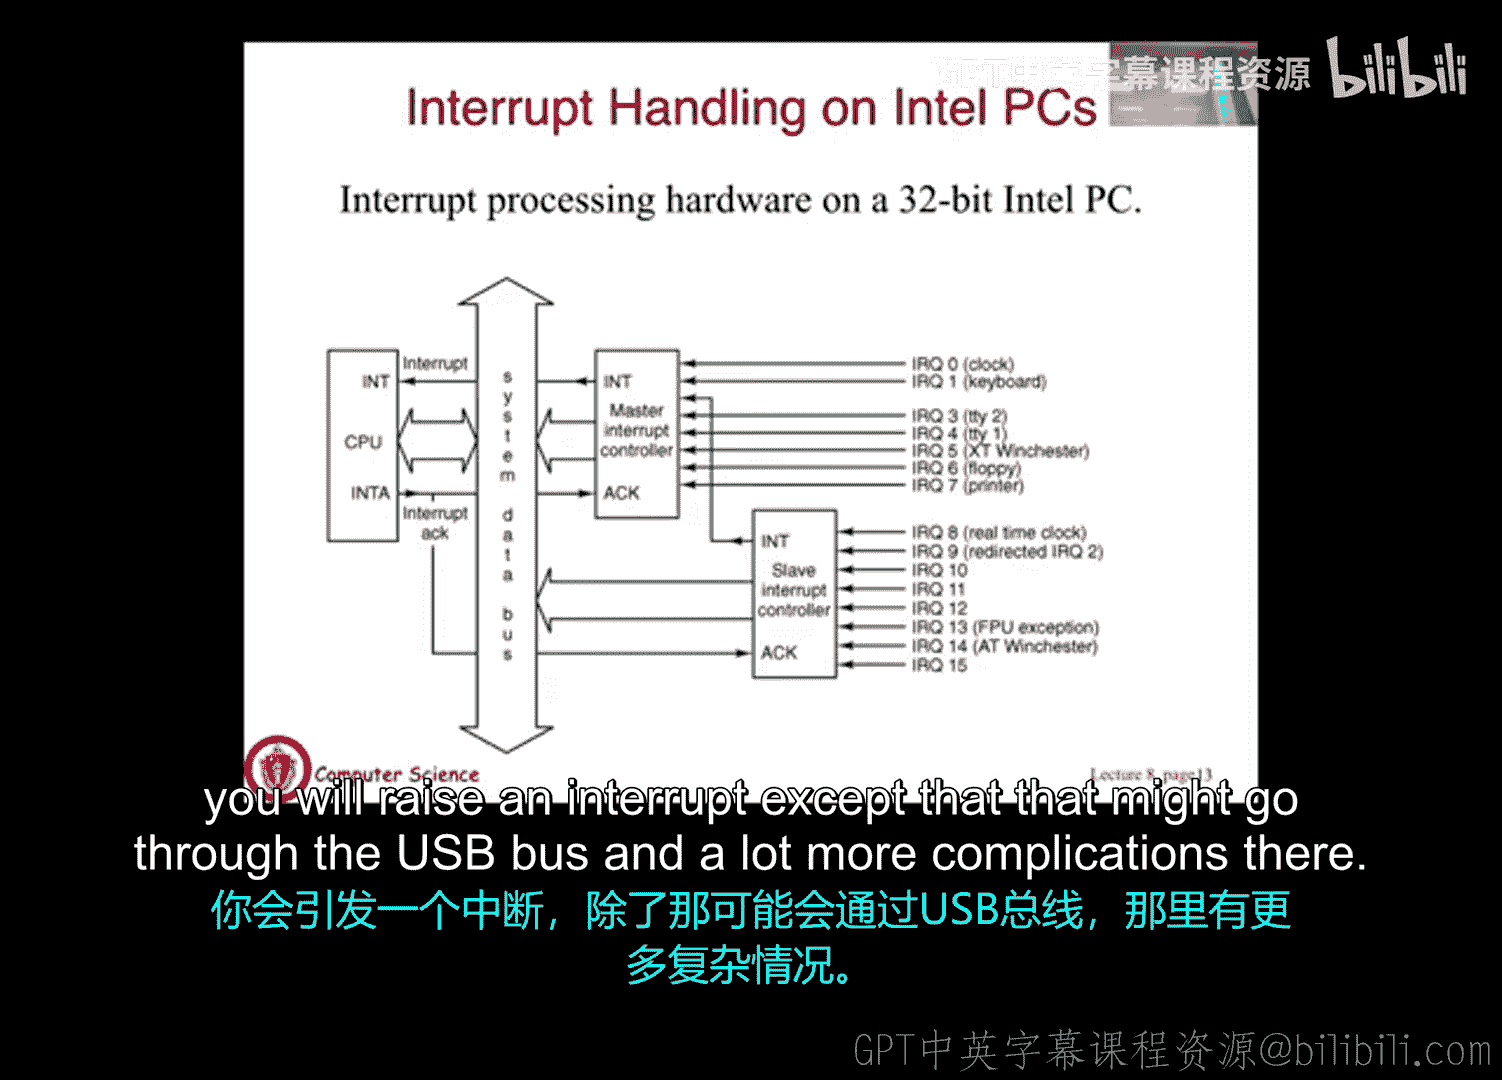 字幕课程资源 bilibili
Interrupt Handling on Intel PCs
Interrupt processing hardware on a 32-bit Intel PC.
INT
CPU
INTA
Interrupt
Interrupt
ack
system data bus
INT
Master
interrupt
controller
ACK
IRQ 0 (clock)
IRQ 1 (keyboard)
IRQ 3 (tty 2)
IRQ 4 (tty 1)
IRQ 5 (XT Winchester)
IRQ 6 (floppy)
IRQ 7 (printer)
INT
Slave
interrupt
controller
ACK
IRQ 8 (real time clock)
IRQ 9 (redirected IRQ 2)
IRQ 10
IRQ 11
IRQ 12
IRQ 13 (FPU exception)
IRQ 14 (AT Winchester)
IRQ 15
Computer Science
Lecture 8, page 13
you will raise an interrupt except that that might go
through the USB bus and a lot more complications there.
你会引发一个中断，除了那可能会通过USB总线，那里有更
多复杂情况。
GPT中英字幕课程资源@bilibili.com